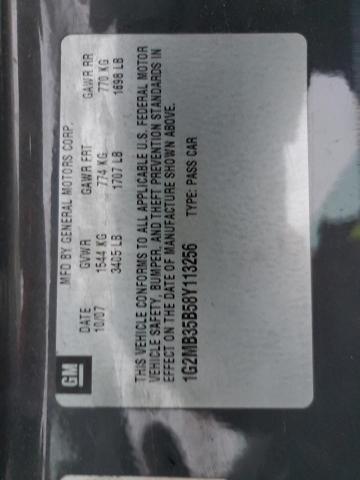 GM
MFD BY GENERAL MOTORS CORP.
DATE GVWR GAWR FRT GAWR RR
10/07 1544 KG 774 KG 770 KG
3405 LB 1707 LB 1698 LB
THIS VEHICLE CONFORMS TO ALL APPLICABLE U.S. FEDERAL MOTOR
VEHICLE SAFETY, BUMPER, AND THEFT PREVENTION STANDARDS IN
EFFECT ON THE DATE OF MANUFACTURE SHOWN ABOVE.
1G2MB35B58Y113256 TYPE: PASS CAR